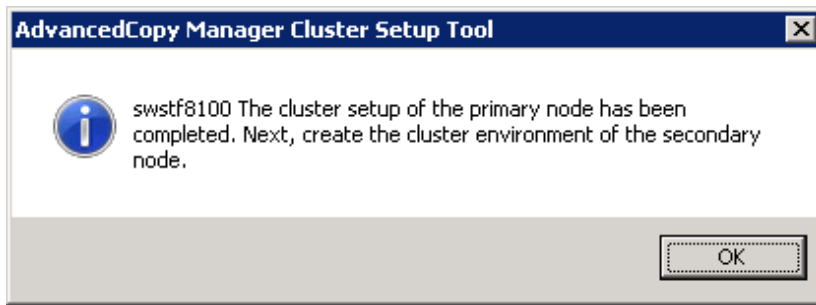 AdvancedCopy Manager Cluster Setup Tool
swstf8100 The cluster setup of the primary node has been
completed. Next, create the cluster environment of the secondary
node.
OK